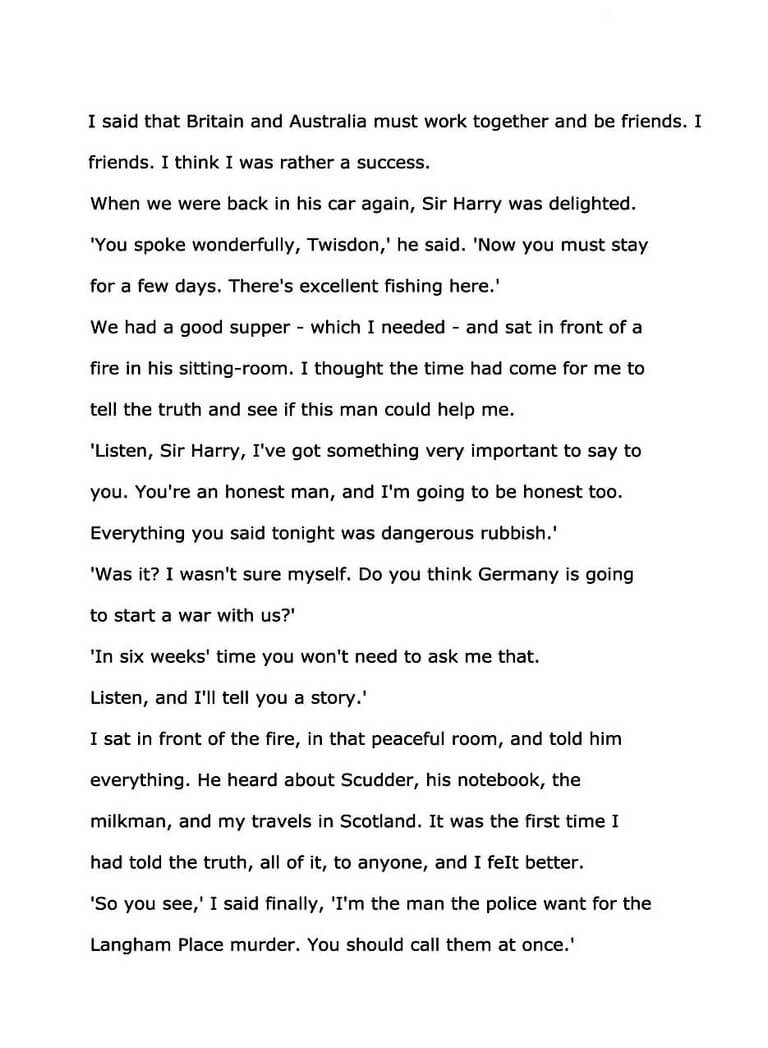 I said that Britain and Australia must work together and be friends. I
friends. I think I was rather a success.
When we were back in his car again, Sir Harry was delighted.
'You spoke wonderfully, Twisdon,' he said. 'Now you must stay
for a few days. There's excellent fishing here.'
We had a good supper - which I needed - and sat in front of a
fire in his sitting-room. I thought the time had come for me to
tell the truth and see if this man could help me.
'Listen, Sir Harry, I've got something very important to say to
you. You're an honest man, and I'm going to be honest too.
Everything you said tonight was dangerous rubbish.'
'Was it? I wasn't sure myself. Do you think Germany is going
to start a war with us?'
'In six weeks' time you won't need to ask me that.
Listen, and I'll tell you a story.'
I sat in front of the fire, in that peaceful room, and told him
everything. He heard about Scudder, his notebook, the
milkman, and my travels in Scotland. It was the first time I
had told the truth, all of it, to anyone, and I feIt better.
'So you see,' I said finally, 'I'm the man the police want for the
Langham Place murder. You should call them at once.'